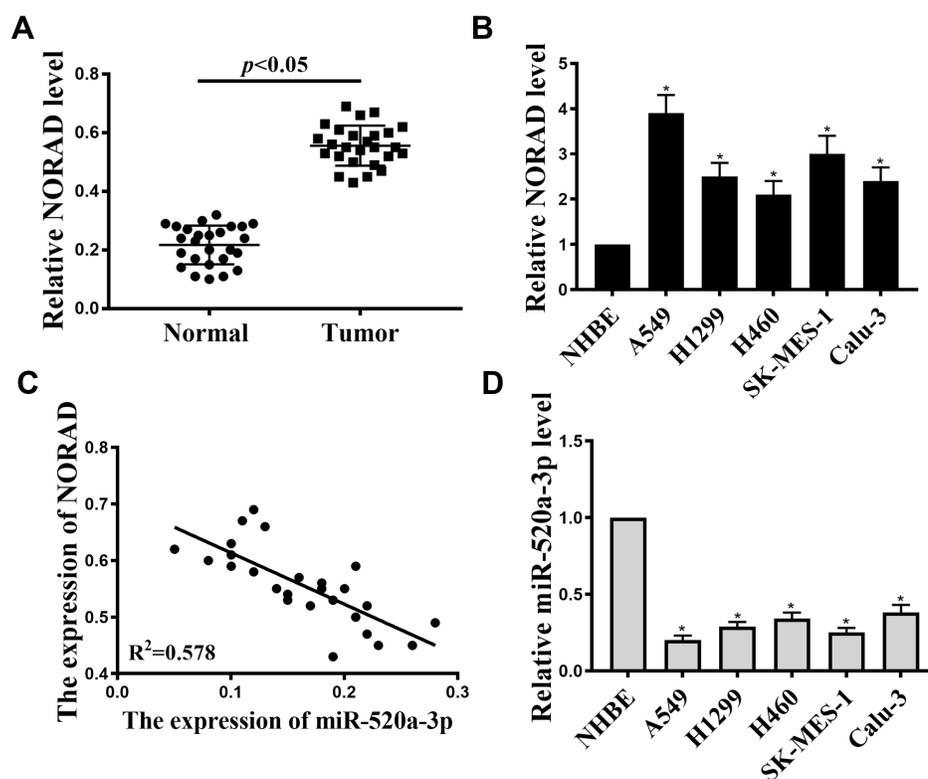 A
Relative NORAD level
0.8
0.6
0.4
0.2
0.0
p<0.05
Normal
Tumor
B
Relative NORAD level
5
4
3
2
1
0
*
*
*
*
*
NHBE
A549
H1299
H460
SK-MES-1
Calu-3
C
The expression of NORAD
0.8
0.7
0.6
0.5
0.4
R²=0.578
0.0
0.1
0.2
0.3
The expression of miR-520a-3p
D
Relative miR-520a-3p level
1.5
1.0
0.5
0.0
*
*
*
*
*
NHBE
A549
H1299
H460
SK-MES-1
Calu-3